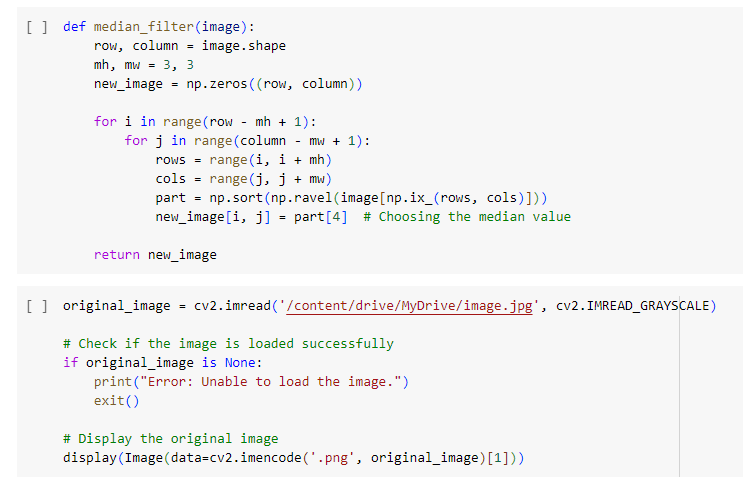 [ ] def median_filter(image):
row, column = image.shape
mh, mw = 3, 3
new_image = np.zeros((row, column))
for i in range(row - mh + 1):
for j in range(column - mw + 1):
rows = range(i, i + mh)
cols = range(j, j + mw)
part = np.sort(np.ravel(image[np.ix_(rows, cols)]))
new_image[i, j] = part[4]  # Choosing the median value
return new_image
[ ] original_image = cv2.imread('/content/drive/MyDrive/image.jpg', cv2.IMREAD_GRAYSCALE)
# Check if the image is loaded successfully
if original_image is None:
print("Error: Unable to load the image.")
exit()
# Display the original image
display(Image(data=cv2.imencode('.png', original_image)[1]))